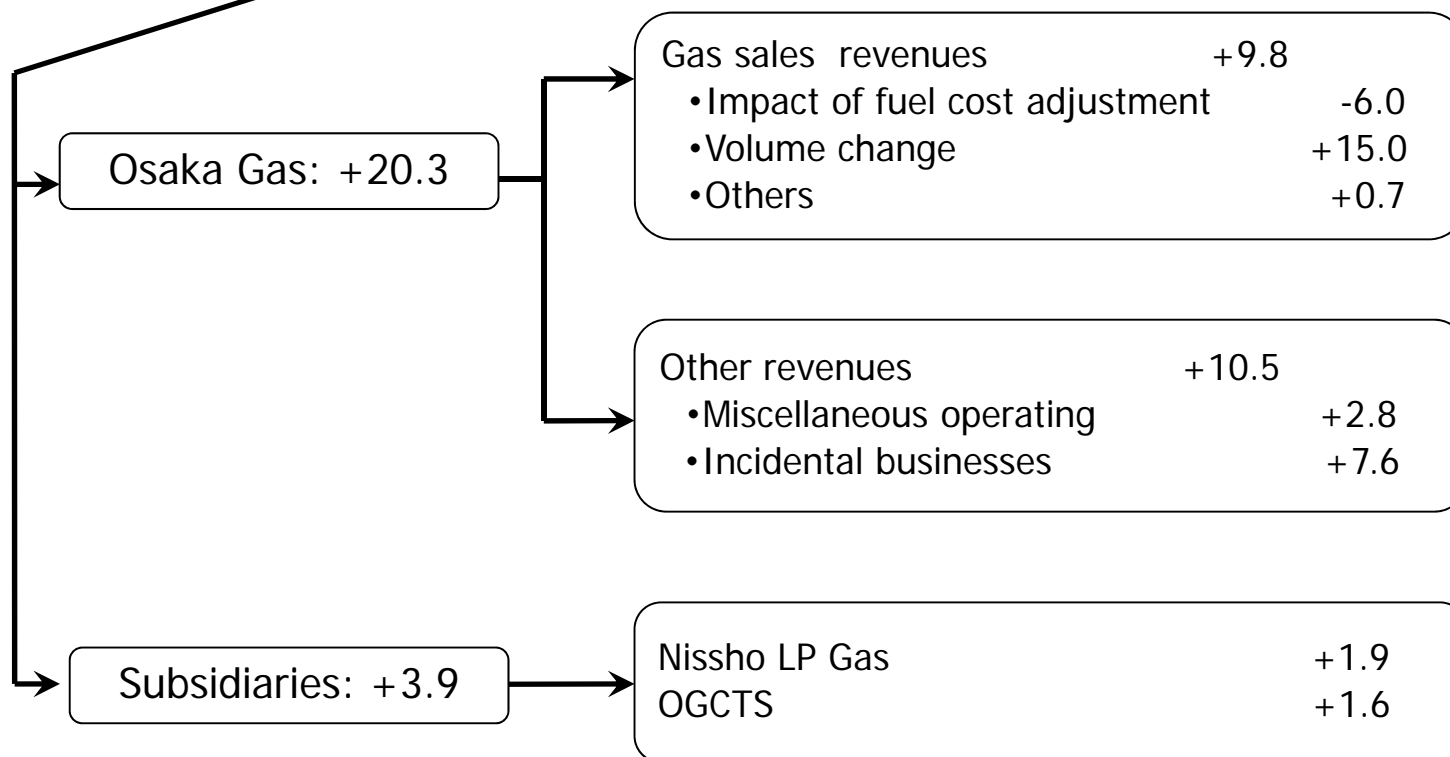 Gas sales revenues +9.8
•Impact of fuel cost adjustment -6.0
•Volume change +15.0
•Others +0.7
Osaka Gas: +20.3
Other revenues +10.5
•Miscellaneous operating +2.8
•Incidental businesses +7.6
Subsidiaries: +3.9
Nissho LP Gas +1.9
OGCTS +1.6